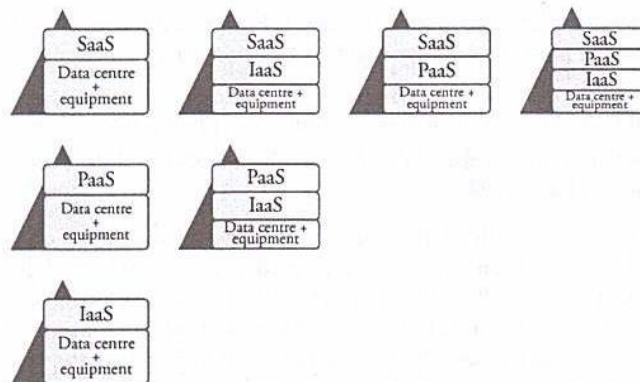 SaaS
Data centre
+
equipment
SaaS
IaaS
Data centre +
equipment
SaaS
PaaS
Data centre +
equipment
SaaS
PaaS
IaaS
Data centre +
equipment
PaaS
Data centre
+
equipment
PaaS
IaaS
Data centre +
equipment
IaaS
Data centre
+
equipment